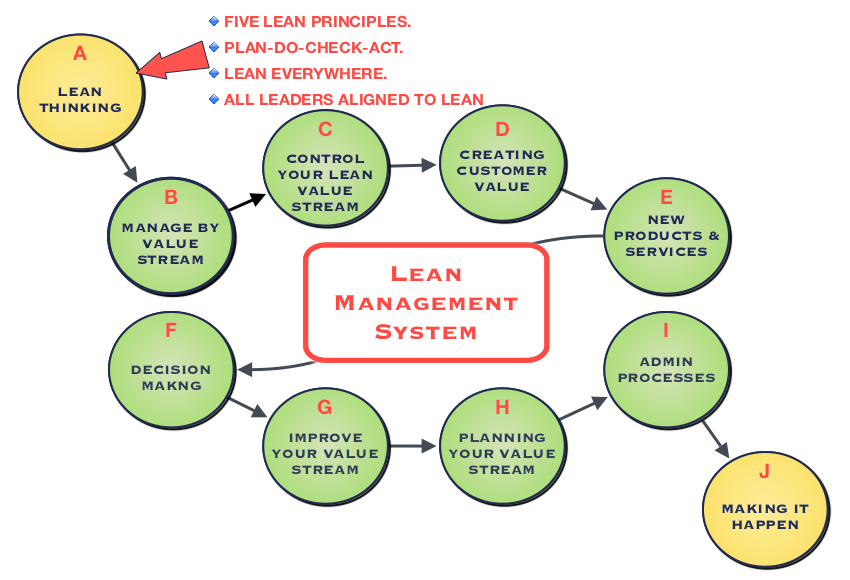 FIVE LEAN PRINCIPLES.
PLAN-DO-CHECK-ACT.
LEAN EVERYWHERE.
ALL LEADERS ALIGNED TO LEAN
A
LEAN
THINKING
B
MANAGE BY
VALUE
STREAM
C
CONTROL
YOUR LEAN
VALUE
STREAM
D
CREATING
CUSTOMER
VALUE
E
NEW
PRODUCTS &
SERVICES
LEAN
MANAGEMENT
SYSTEM
F
DECISION
MAKNG
G
IMPROVE
YOUR VALUE
STREAM
H
PLANNING
YOUR VALUE
STREAM
I
ADMIN
PROCESSES
J
MAKING IT
HAPPEN